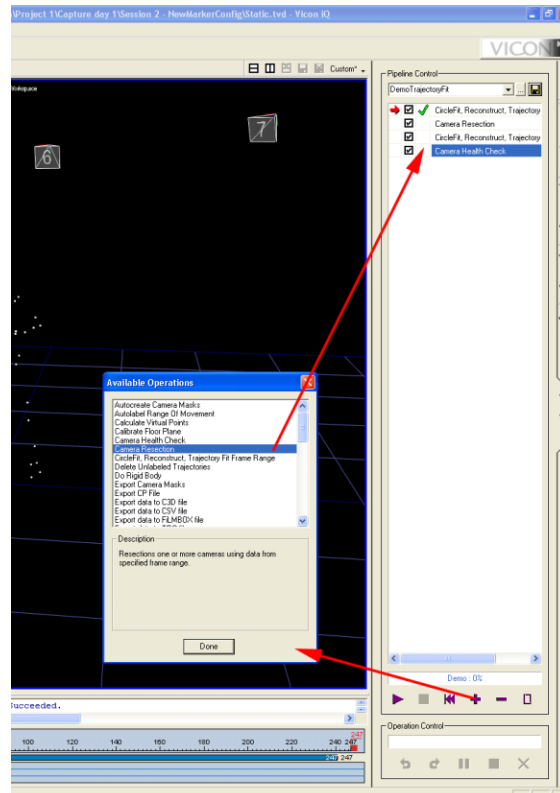 \Project 1\Capture day 1\Session 2 - NewMarkerConfig\Static.tvd - Vicon iQ
VICON
Custom*
Workspace
6
7
Pipeline Control
DemoTrajectoryFit
...
CircleFit, Reconstruct, Trajectory
Camera Resection
CircleFit, Reconstruct, Trajectory
Camera Health Check
Available Operations
Autocreate Camera Masks
Autolabel Range Of Movement
Calculate Virtual Points
Calibrate Floor Plane
Camera Health Check
Camera Resection
CircleFit, Reconstruct, Trajectory Fit Frame Range
Delete Unlabeled Trajectories
Do Rigid Body
Export Camera Masks
Export CP File
Export data to C3D file
Export data to CSV file
Export data to FiLMBOX file
Description
Resections one or more cameras using data from
specified frame range.
Done
Demo : 0%
Succeeded.
Operation Control
247
100 120 140 160 180 200 220 240 247
247 247